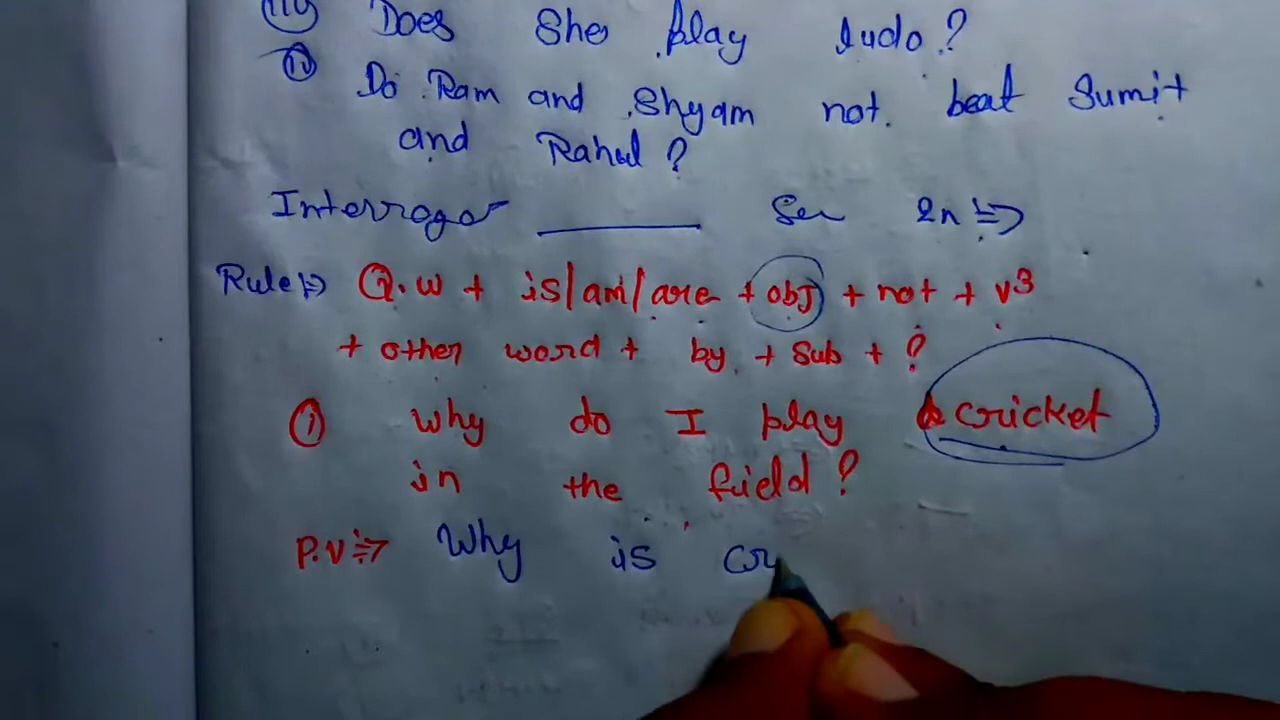 (iii) Does She play ludo?
(iv) Do Ram and Shyam not. beat Sumit
and Rahul?
Interrogar ______ Sen 2n ⇒
Rule:⇒ Q.W + is/am/are + obj + not + v3
+ other word + by + Sub + ?
(1) why do I play cricket
in the field?
P.V:⇒ Why is cr